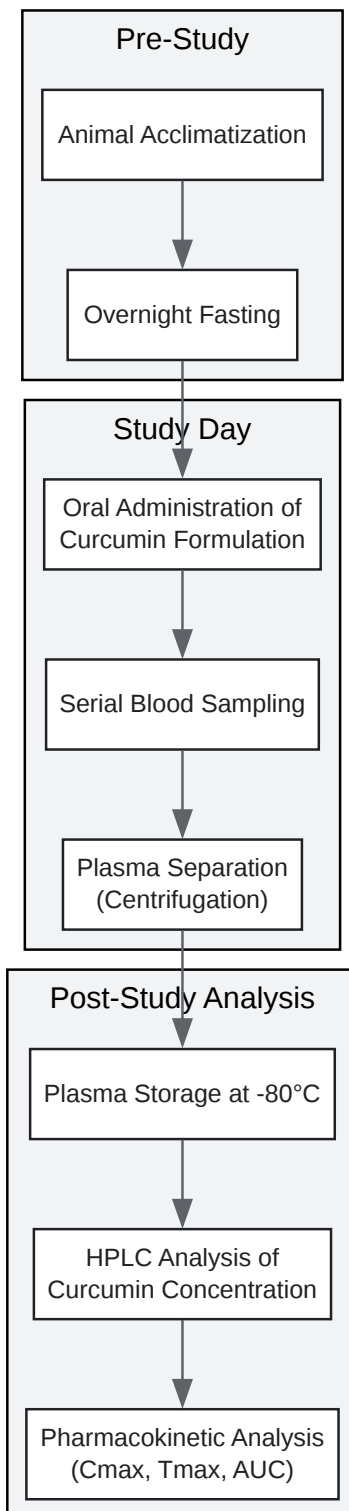 Pre-Study
Animal Acclimatization
Overnight Fasting
Study Day
Oral Administration of
Curcumin Formulation
Serial Blood Sampling
Plasma Separation
(Centrifugation)
Post-Study Analysis
Plasma Storage at -80°C
HPLC Analysis of
Curcumin Concentration
Pharmacokinetic Analysis
(Cmax, Tmax, AUC)